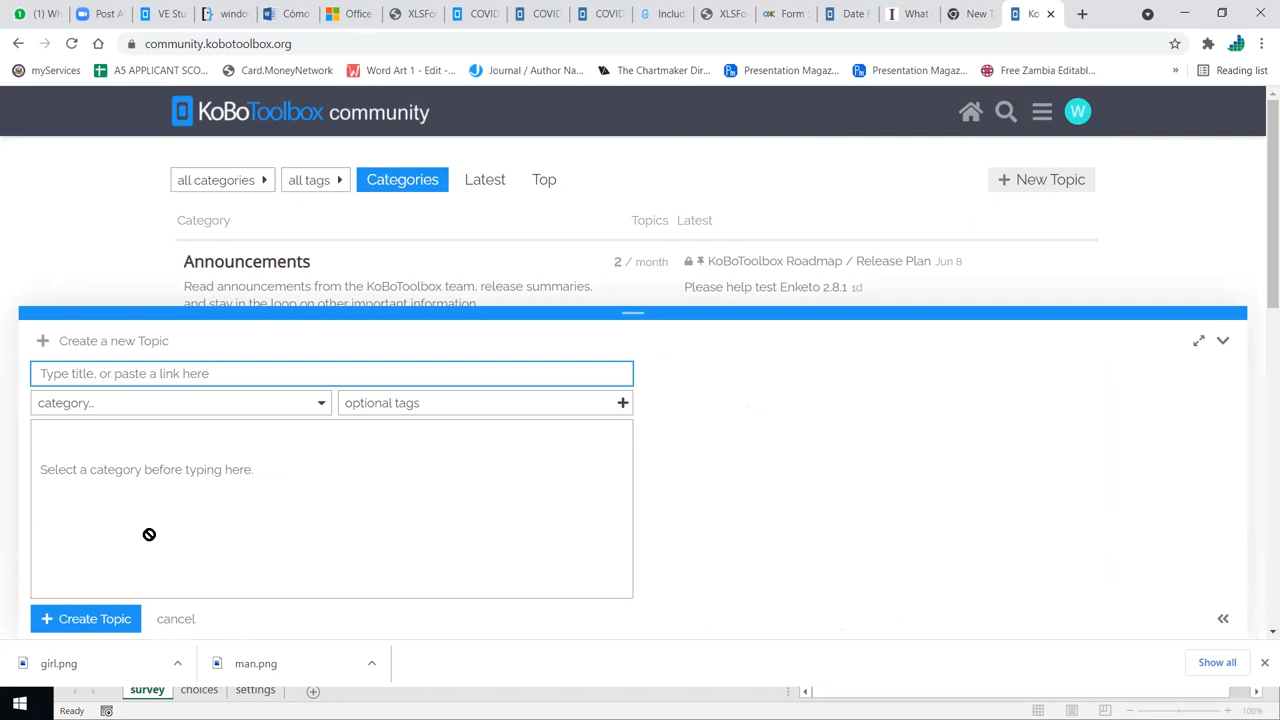 (1) W
Post A
VE Stu
windo
Cómo
Office
XLSFo
COVID
COVID
COVID
Includ
XLSFo
Form S
Date F
What
New T
Ko
community.kobotoolbox.org
myServices
A5 APPLICANT SCO...
Card.MoneyNetwork
Word Art 1 - Edit -...
Journal / Author Na...
The Chartmaker Dir...
Presentation Magaz...
Presentation Magaz...
Free Zambia Editabl...
»
Reading list
KoBoToolbox community
W
all categories
all tags
Categories
Latest
Top
+ New Topic
Category
Topics
Latest
Announcements
2 / month
KoBoToolbox Roadmap / Release Plan Jun 8
Read announcements from the KoBoToolbox team, release summaries,
Please help test Enketo 2.8.1 1d
and stay in the loop on other important information.
+ Create a new Topic
Type title, or paste a link here
category...
optional tags
+
Select a category before typing here.
+ Create Topic
cancel
girl.png
man.png
Show all
survey
choices
settings
Ready
100%